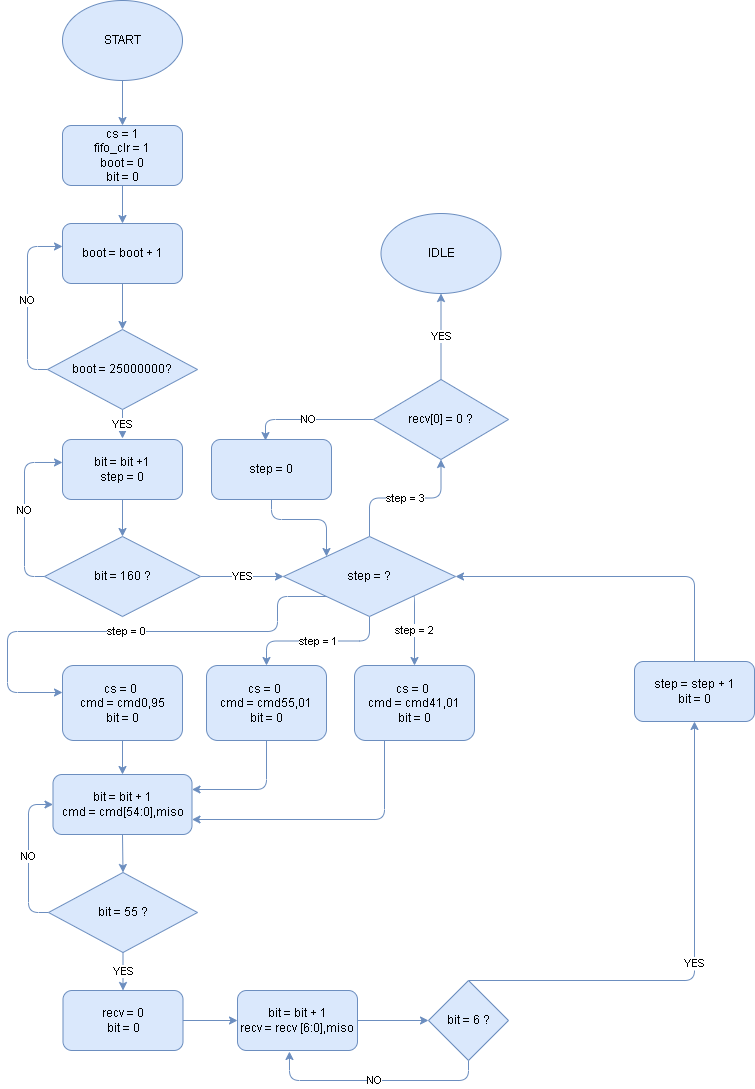 START
cs = 1
fifo_clr = 1
boot = 0
bit = 0
boot = boot + 1
NO
boot = 25000000?
YES
bit = bit +1
step = 0
NO
bit = 160 ?
YES
IDLE
YES
recv[0] = 0 ?
NO
step = 0
step = 3
step = ?
step = 0
step = 1
step = 2
cs = 0
cmd = cmd0,95
bit = 0
cs = 0
cmd = cmd55,01
bit = 0
cs = 0
cmd = cmd41,01
bit = 0
step = step + 1
bit = 0
bit = bit + 1
cmd = cmd[54:0],miso
NO
bit = 55 ?
YES
recv = 0
bit = 0
bit = bit + 1
recv = recv [6:0],miso
bit = 6 ?
NO
YES